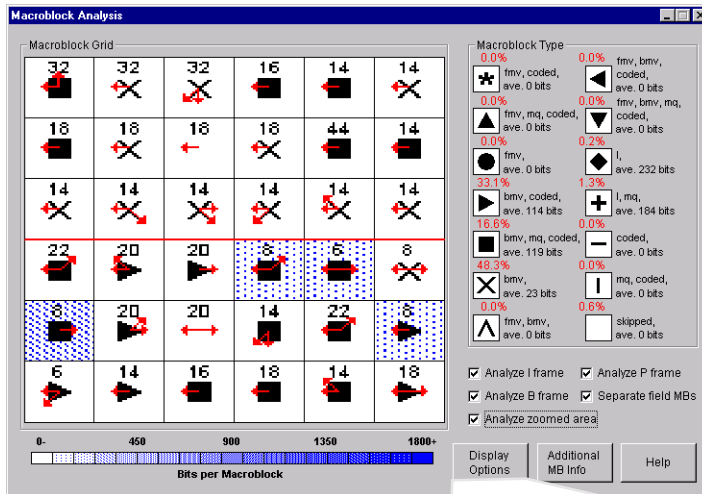 Macroblock Analysis
Macroblock Grid
32 32 32 16 14 14
18 18 18 18 44 14
14 14 14 14 14 14
22 20 20 8 6 8
8 20 20 14 22 8
6 14 16 18 14 18
0- 450 900 1350 1800+
Bits per Macroblock
Macroblock Type
0.0%
fmv, coded,
ave. 0 bits
0.0%
fmv, bmv,
coded,
ave. 0 bits
0.0%
fmv, mq, coded,
ave. 0 bits
0.0%
fmv, bmv, mq,
coded,
ave. 0 bits
0.0%
fmv,
ave. 0 bits
0.2%
I,
ave. 232 bits
33.1%
bmv, coded,
ave. 114 bits
1.3%
I, mq,
ave. 184 bits
16.6%
bmv, mq, coded,
ave. 119 bits
0.0%
coded,
ave. 0 bits
48.3%
bmv,
ave. 23 bits
0.0%
mq, coded,
ave. 0 bits
0.0%
fmv, bmv,
ave. 0 bits
0.6%
skipped,
ave. 0 bits
Analyze I frame Analyze P frame
Analyze B frame Separate field MBs
Analyze zoomed area
Display
Options
Additional
MB Info
Help